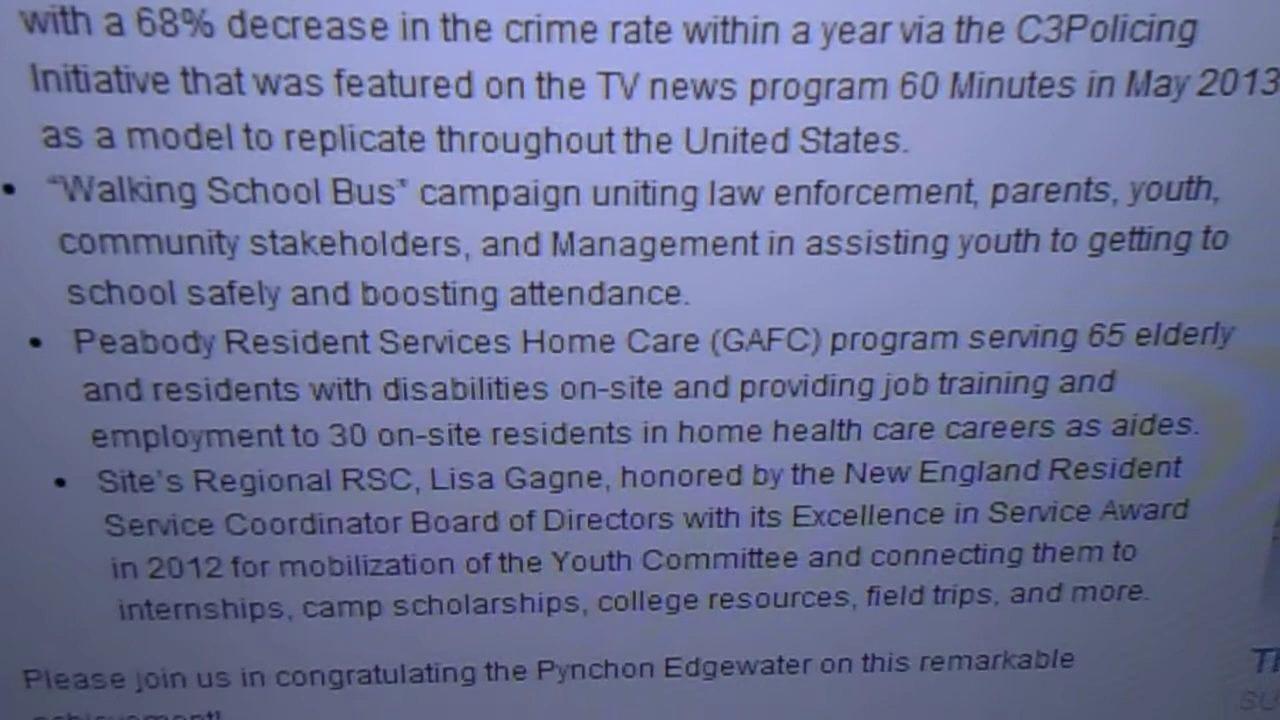 with a 68% decrease in the crime rate within a year via the C3Policing
Initiative that was featured on the TV news program 60 Minutes in May 2013
as a model to replicate throughout the United States.
• “Walking School Bus” campaign uniting law enforcement, parents, youth,
community stakeholders, and Management in assisting youth to getting to
school safely and boosting attendance.
• Peabody Resident Services Home Care (GAFC) program serving 65 elderly
and residents with disabilities on-site and providing job training and
employment to 30 on-site residents in home health care careers as aides.
• Site's Regional RSC, Lisa Gagne, honored by the New England Resident
Service Coordinator Board of Directors with its Excellence in Service Award
in 2012 for mobilization of the Youth Committee and connecting them to
internships, camp scholarships, college resources, field trips, and more.
Please join us in congratulating the Pynchon Edgewater on this remarkable
achievement!